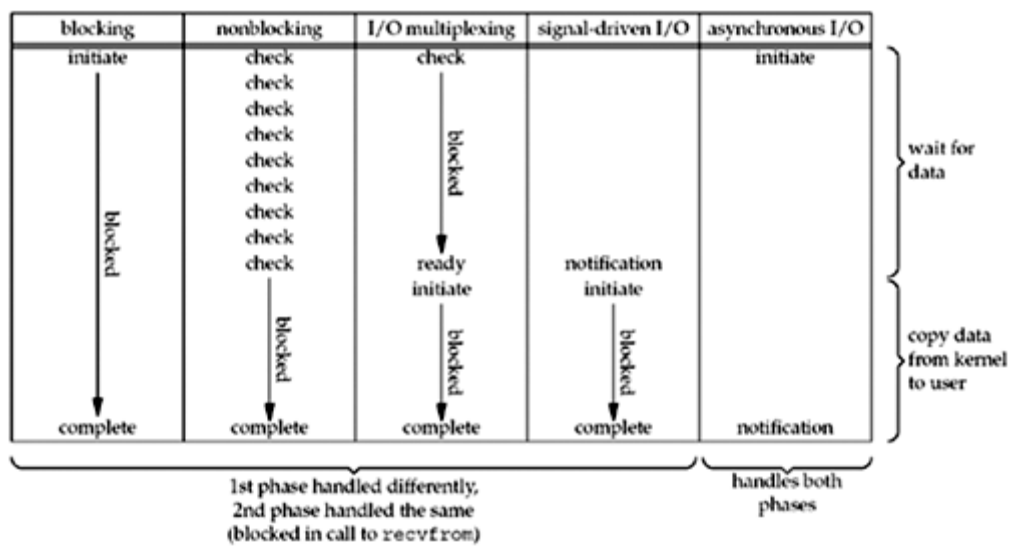 blocking nonblocking I/O multiplexing signal-driven I/O asynchronous I/O
initiate check check initiate
check
check
check
check
check
check
check
check ready notification
initiate initiate
blocked
blocked
blocked
blocked
blocked
complete complete complete complete notification
wait for
data
copy data
from kernel
to user
1st phase handled differently,
2nd phase handled the same
(blocked in call to recvfrom)
handles both
phases